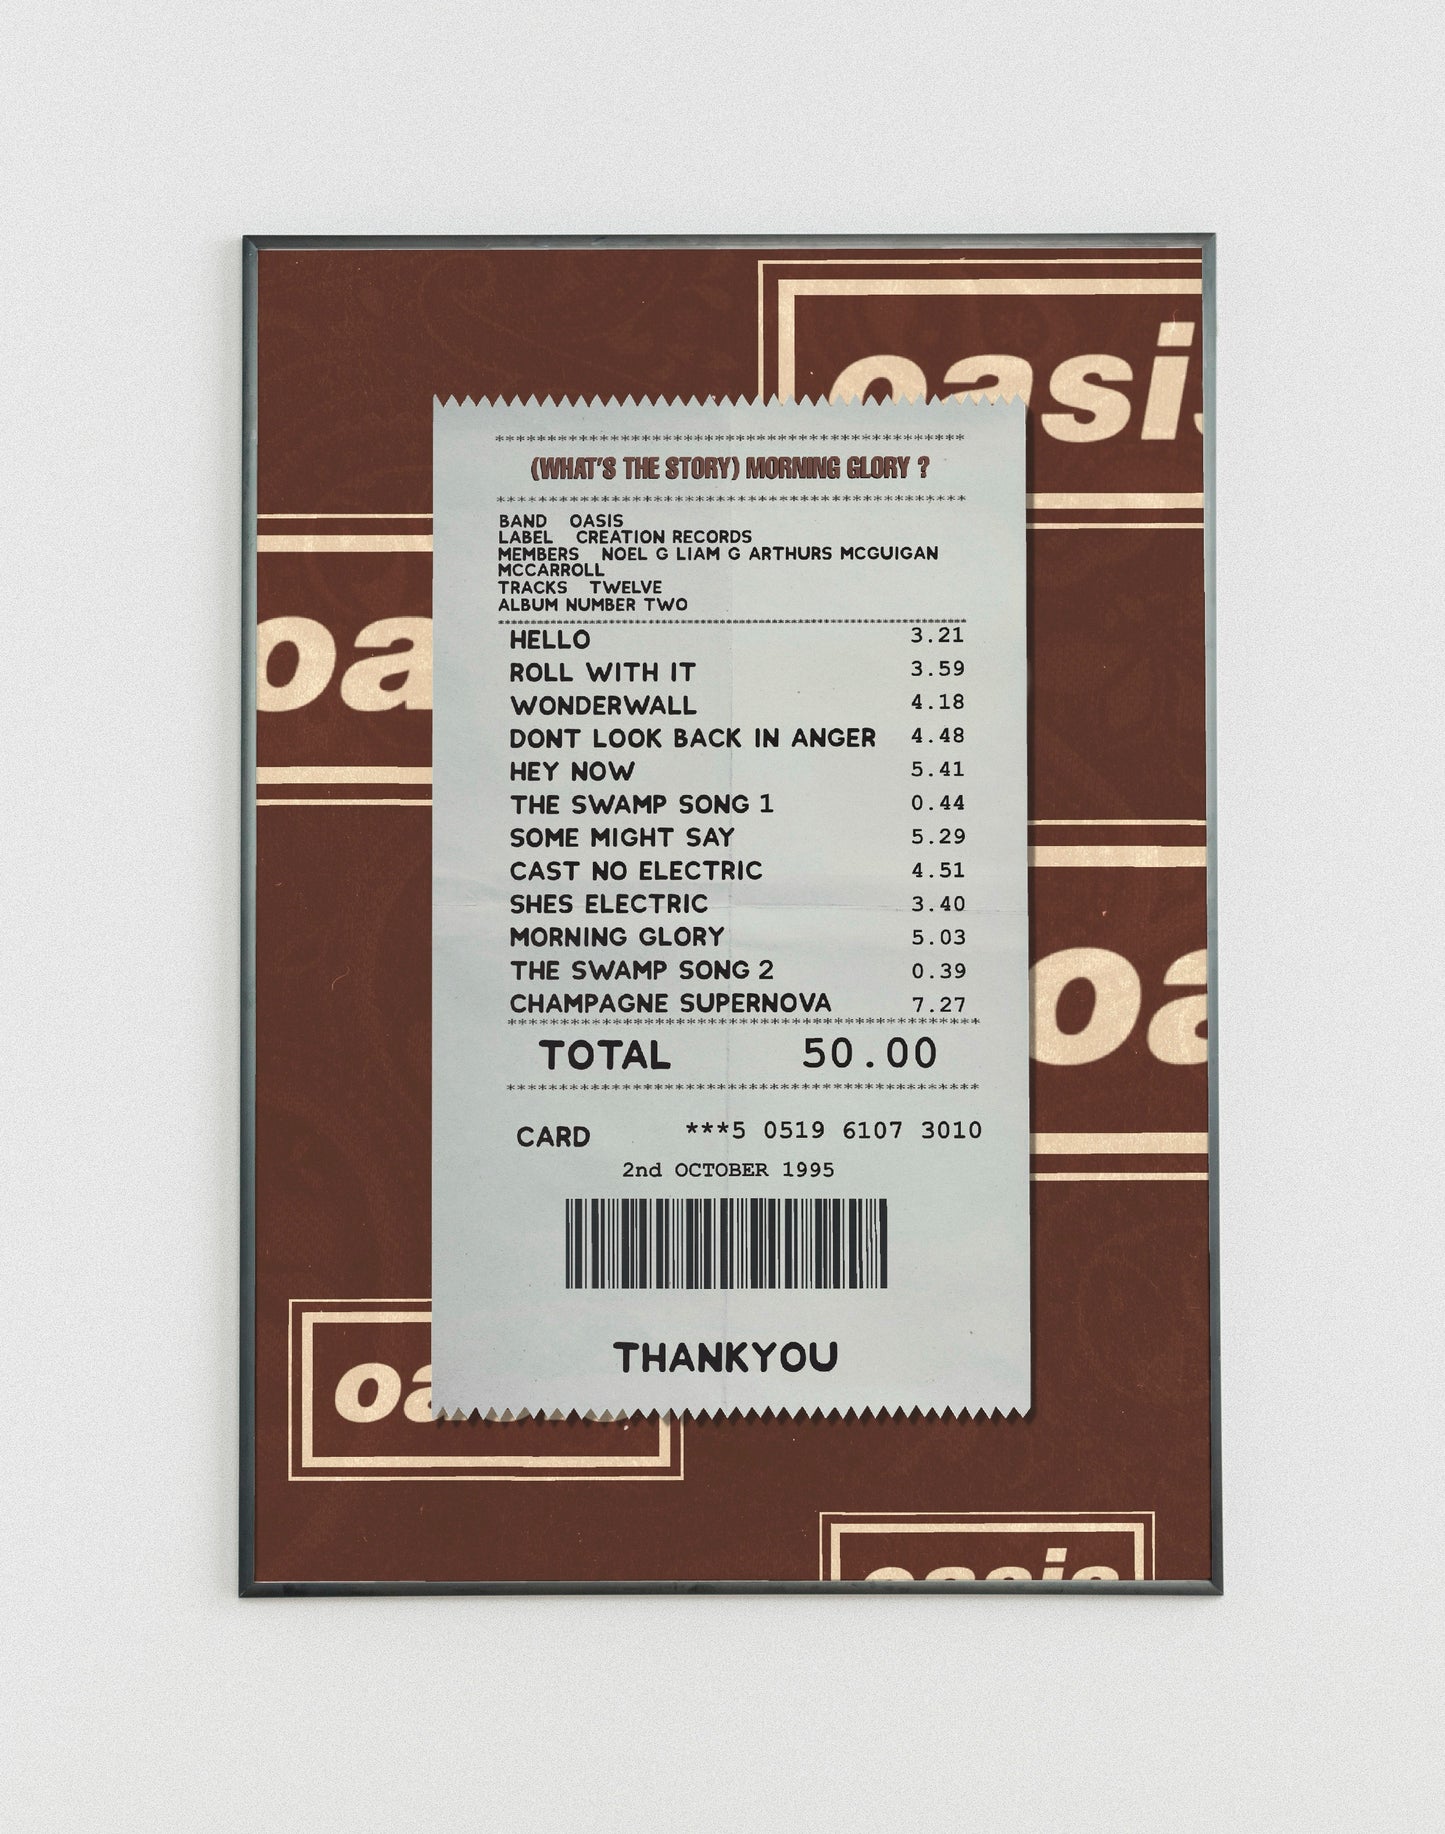 oasis
***********************************
(WHAT'S THE STORY) MORNING GLORY ?
***********************************
BAND OASIS
LABEL CREATION RECORDS
MEMBERS NOEL G LIAM G ARTHURS MCGUIGAN
MCCARROLL
TRACKS TWELVE
ALBUM NUMBER TWO
HELLO 3.21
ROLL WITH IT 3.59
WONDERWALL 4.18
DONT LOOK BACK IN ANGER 4.48
HEY NOW 5.41
THE SWAMP SONG 1 0.44
SOME MIGHT SAY 5.29
CAST NO ELECTRIC 4.51
SHES ELECTRIC 3.40
MORNING GLORY 5.03
THE SWAMP SONG 2 0.39
CHAMPAGNE SUPERNOVA 7.27
***********************************
TOTAL 50.00
***********************************
CARD ***5 0519 6107 3010
2nd OCTOBER 1995
THANKYOU
oa
oa
oa
oasis